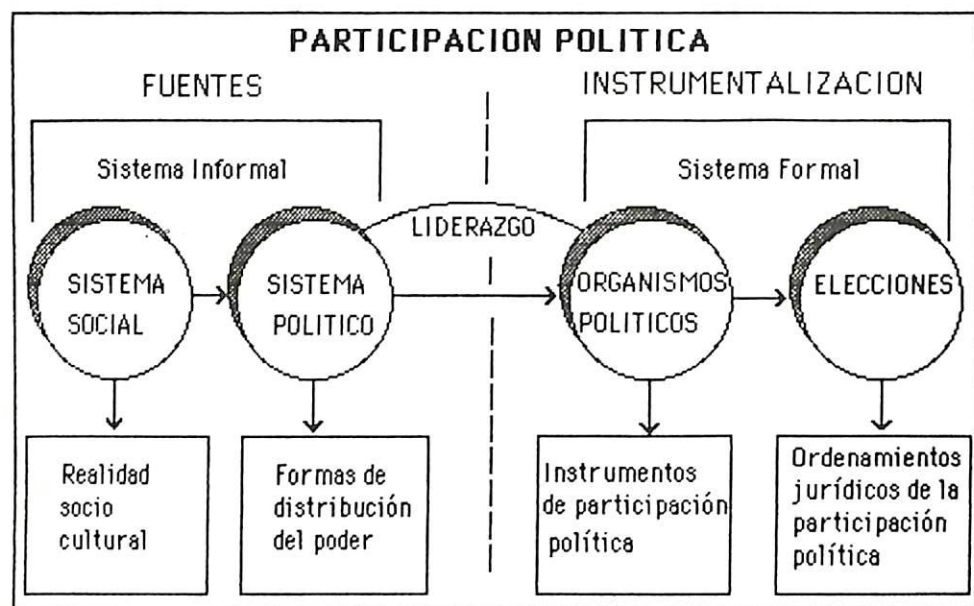 PARTICIPACION POLITICA
FUENTES
INSTRUMENTALIZACION
Sistema Informal
Sistema Formal
LIDERAZGO
SISTEMA
SOCIAL
SISTEMA
POLITICO
ORGANISMOS
POLITICOS
ELECCIONES
Realidad
socio
cultural
Formas de
distribución
del poder
Instrumentos
de participación
política
Ordenamientos
jurídicos de la
participación
política